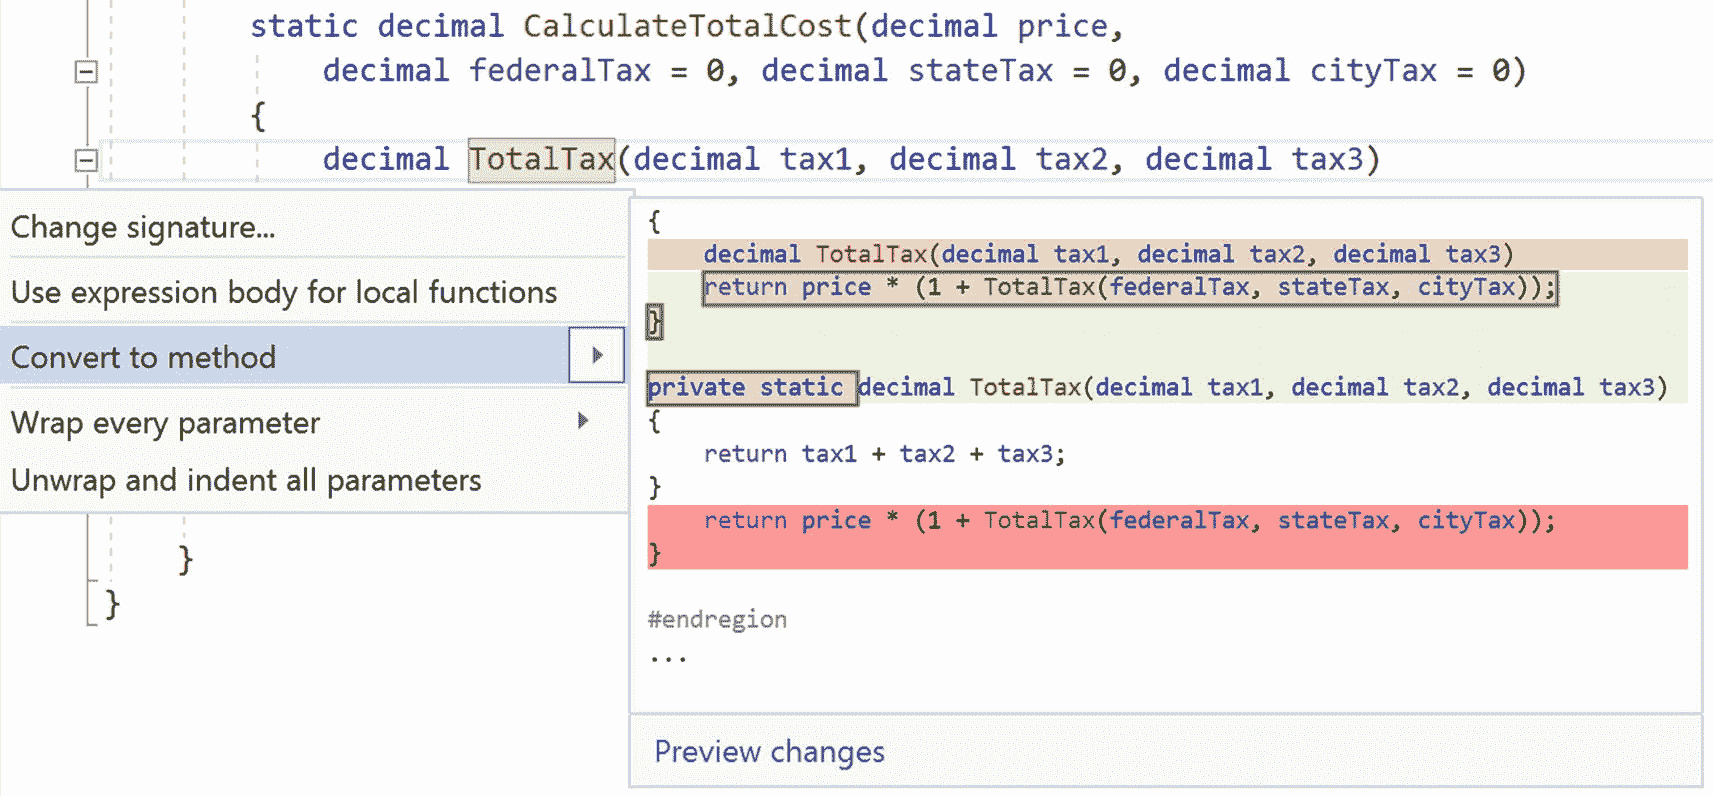 static decimal CalculateTotalCost(decimal price,
decimal federalTax = 0, decimal stateTax = 0, decimal cityTax = 0)
{
decimal TotalTax(decimal tax1, decimal tax2, decimal tax3)
Change signature...
Use expression body for local functions
Convert to method
Wrap every parameter
Unwrap and indent all parameters
}
}
{
decimal TotalTax(decimal tax1, decimal tax2, decimal tax3)
return price * (1 + TotalTax(federalTax, stateTax, cityTax));
}
private static decimal TotalTax(decimal tax1, decimal tax2, decimal tax3)
{
return tax1 + tax2 + tax3;
}
return price * (1 + TotalTax(federalTax, stateTax, cityTax));
}
#endregion
...
Preview changes